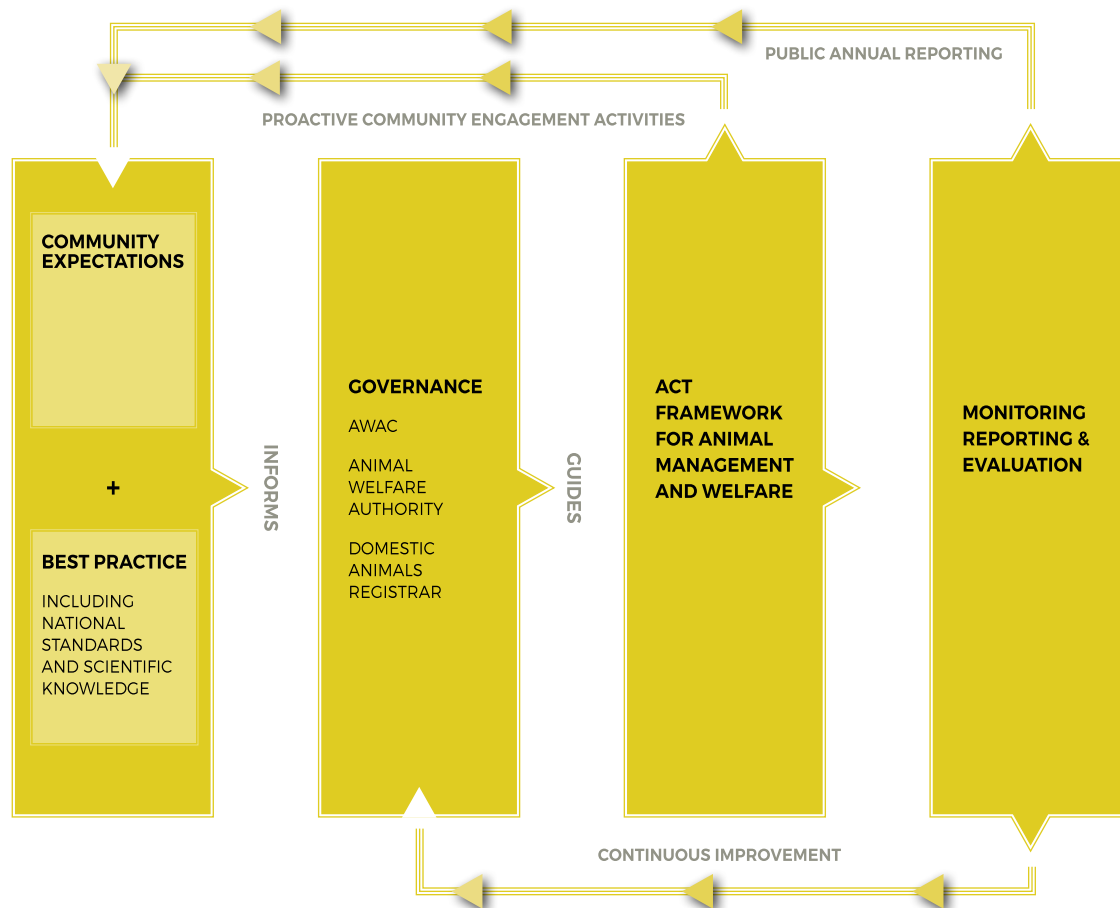 PUBLIC ANNUAL REPORTING
PROACTIVE COMMUNITY ENGAGEMENT ACTIVITIES
COMMUNITY
EXPECTATIONS
+
BEST PRACTICE
INCLUDING
NATIONAL
STANDARDS
AND SCIENTIFIC
KNOWLEDGE
INFORMS
GOVERNANCE
AWAC
ANIMAL
WELFARE
AUTHORITY
DOMESTIC
ANIMALS
REGISTRAR
GUIDES
ACT
FRAMEWORK
FOR ANIMAL
MANAGEMENT
AND WELFARE
MONITORING
REPORTING &
EVALUATION
CONTINUOUS IMPROVEMENT